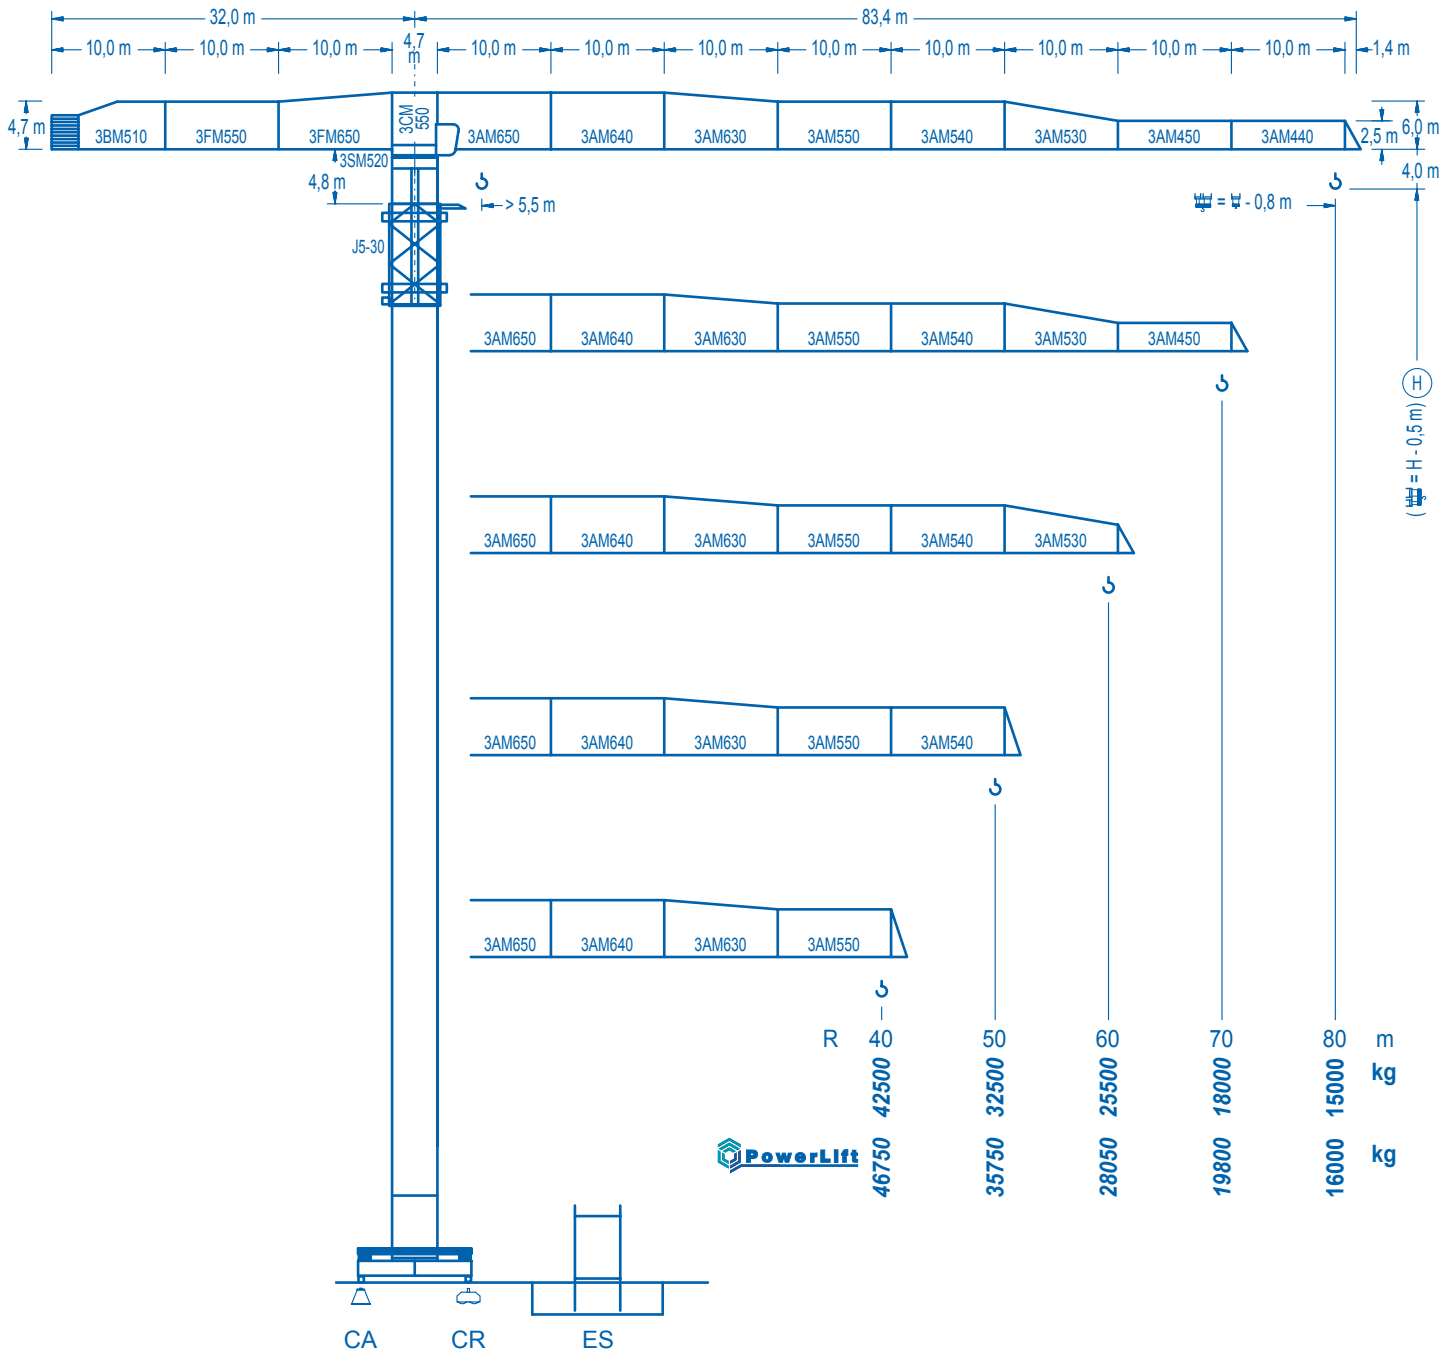 32,0 m
83,4 m
10,0 m 10,0 m 10,0 m 4,7 m 10,0 m 10,0 m 10,0 m 10,0 m 10,0 m 10,0 m 10,0 m 10,0 m 1,4 m
4,7 m
3BM510 3FM550 3FM650 3CM 550 3AM650 3AM640 3AM630 3AM550 3AM540 3AM530 3AM450 3AM440
2,5 m 6,0 m
3SM520
4,0 m
4,8 m
> 5,5 m
= - 0,8 m
J5-30
3AM650 3AM640 3AM630 3AM550 3AM540 3AM530 3AM450
H
( = H - 0,5 m)
3AM650 3AM640 3AM630 3AM550 3AM540 3AM530
3AM650 3AM640 3AM630 3AM550 3AM540
3AM650 3AM640 3AM630 3AM550
R 40 50 60 70 80 m
42500 32500 25500 18000 15000 kg
PowerLift 46750 35750 28050 19800 16000 kg
CA CR ES